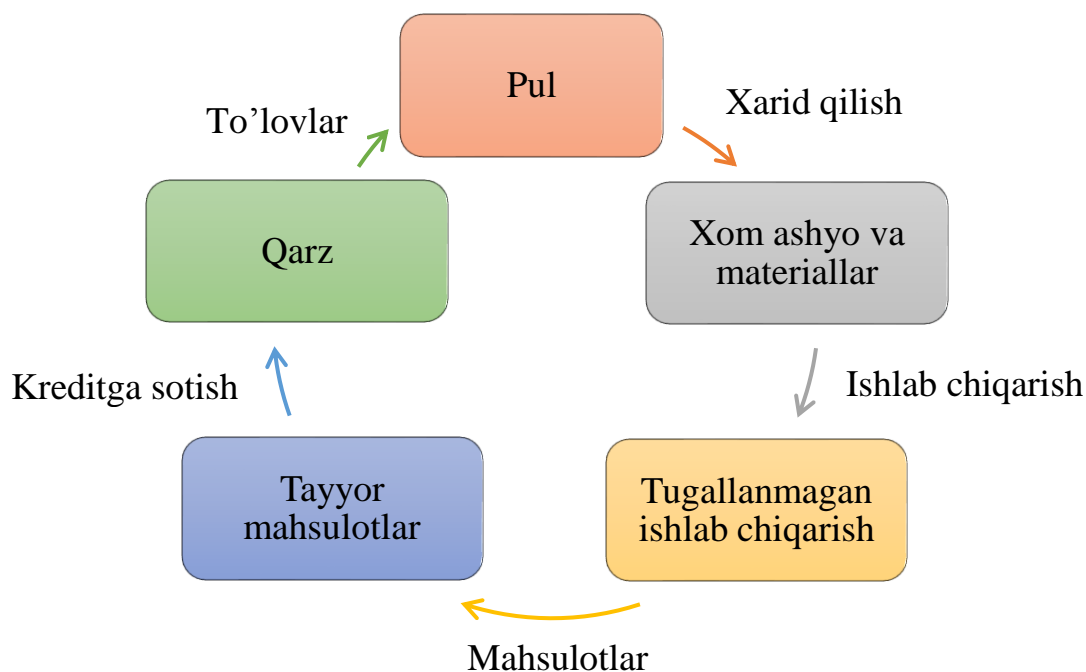 Pul
Xarid qilish
Xom ashyo va
materiallar
Ishlab chiqarish
Tugallanmagan
ishlab chiqarish
Mahsulotlar
Tayyor
mahsulotlar
Kreditga sotish
Qarz
To’lovlar